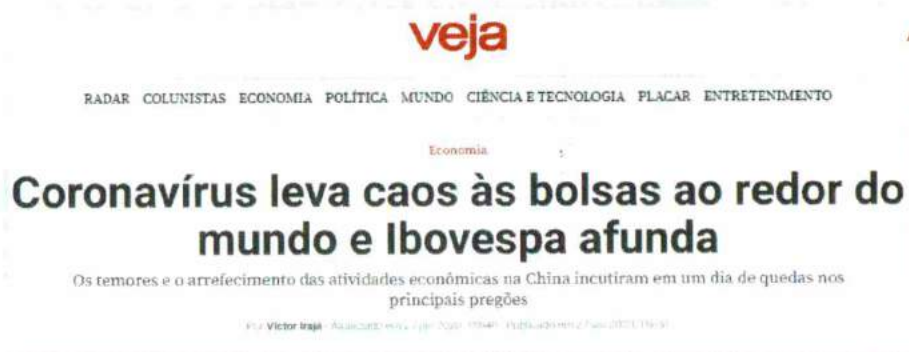 veja
RADAR COLUNISTAS ECONOMIA POLÍTICA MUNDO CIÊNCIA E TECNOLOGIA PLACAR ENTRETENIMENTO
Economia
Coronavírus leva caos às bolsas ao redor do
mundo e Ibovespa afunda
Os temores e o arrefecimento das atividades econômicas na China incutiram em um dia de quedas nos
principais pregões
Por Victor Irajá